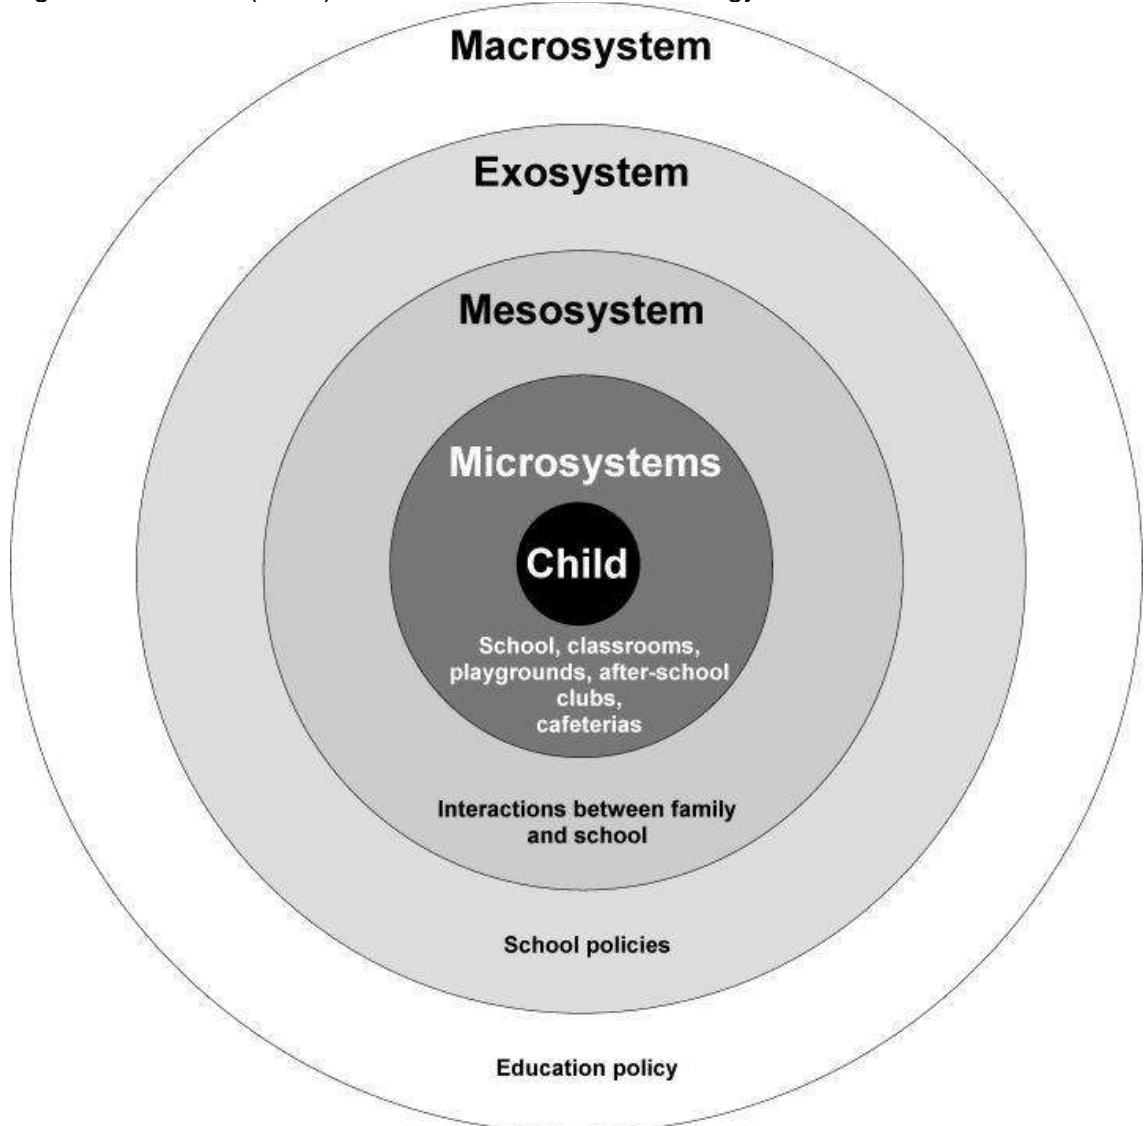 Macrosystem
Exosystem
Mesosystem
Microsystems
Child
School, classrooms,
playgrounds, after-school
clubs,
cafeterias
Interactions between family
and school
School policies
Education policy